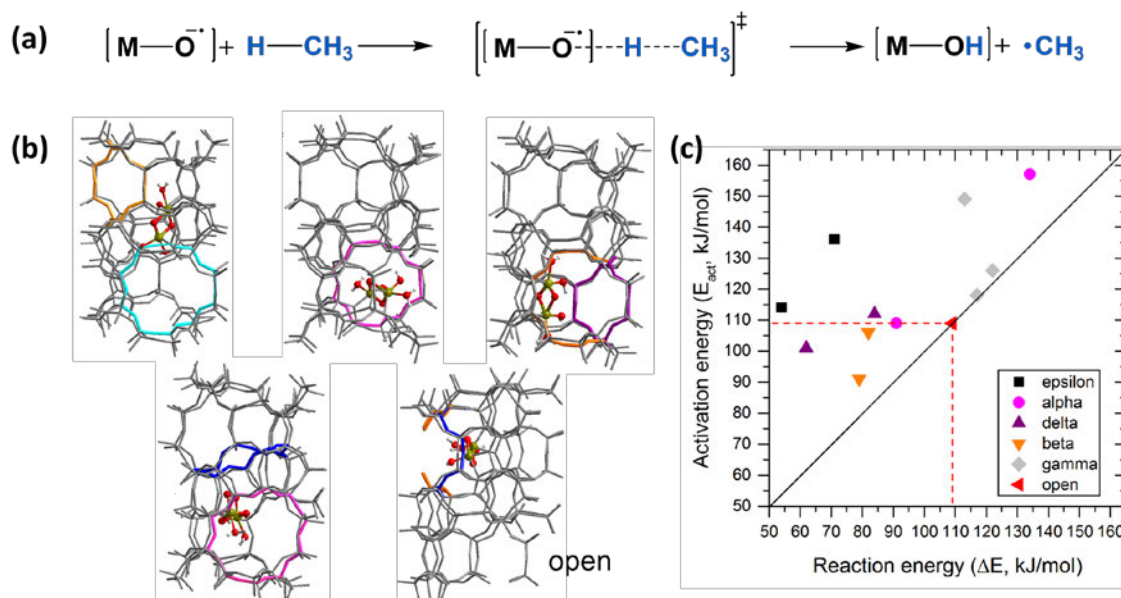 (a) [M—O⁻•] + H—CH₃ → [[M—O⁻•]---H----CH₃]‡ → [M—OH] + •CH₃
(b)
open
(c)
Activation energy (E_act, kJ/mol)
160
150
140
130
120
110
100
90
80
70
60
50
epsilon
alpha
delta
beta
gamma
open
50 60 70 80 90 100 110 120 130 140 150 160
Reaction energy (ΔE, kJ/mol)